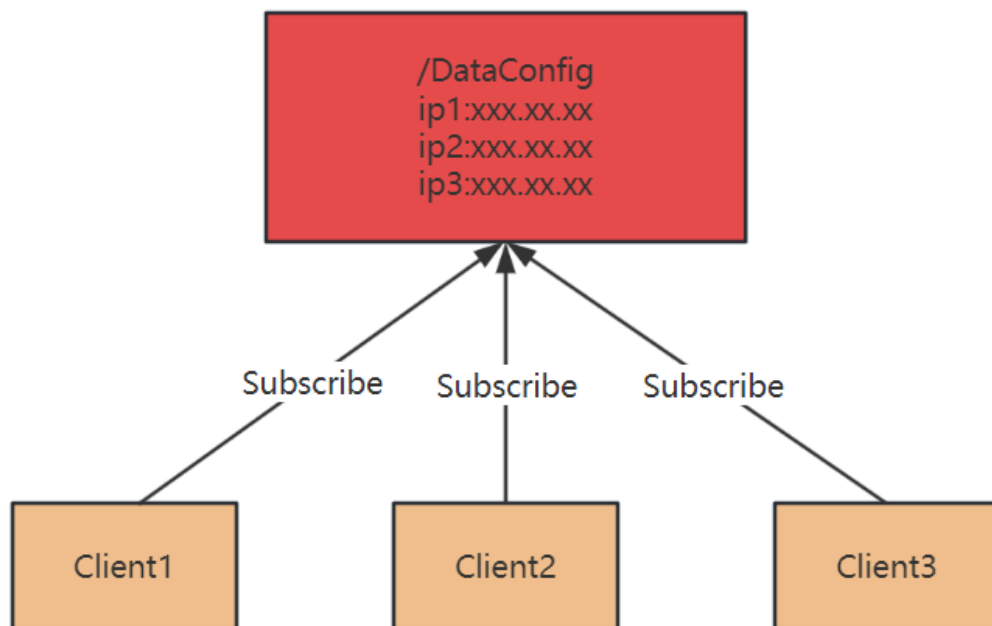 /DataConfig
ip1:xxx.xx.xx
ip2:xxx.xx.xx
ip3:xxx.xx.xx
Subscribe
Subscribe
Subscribe
Client1
Client2
Client3